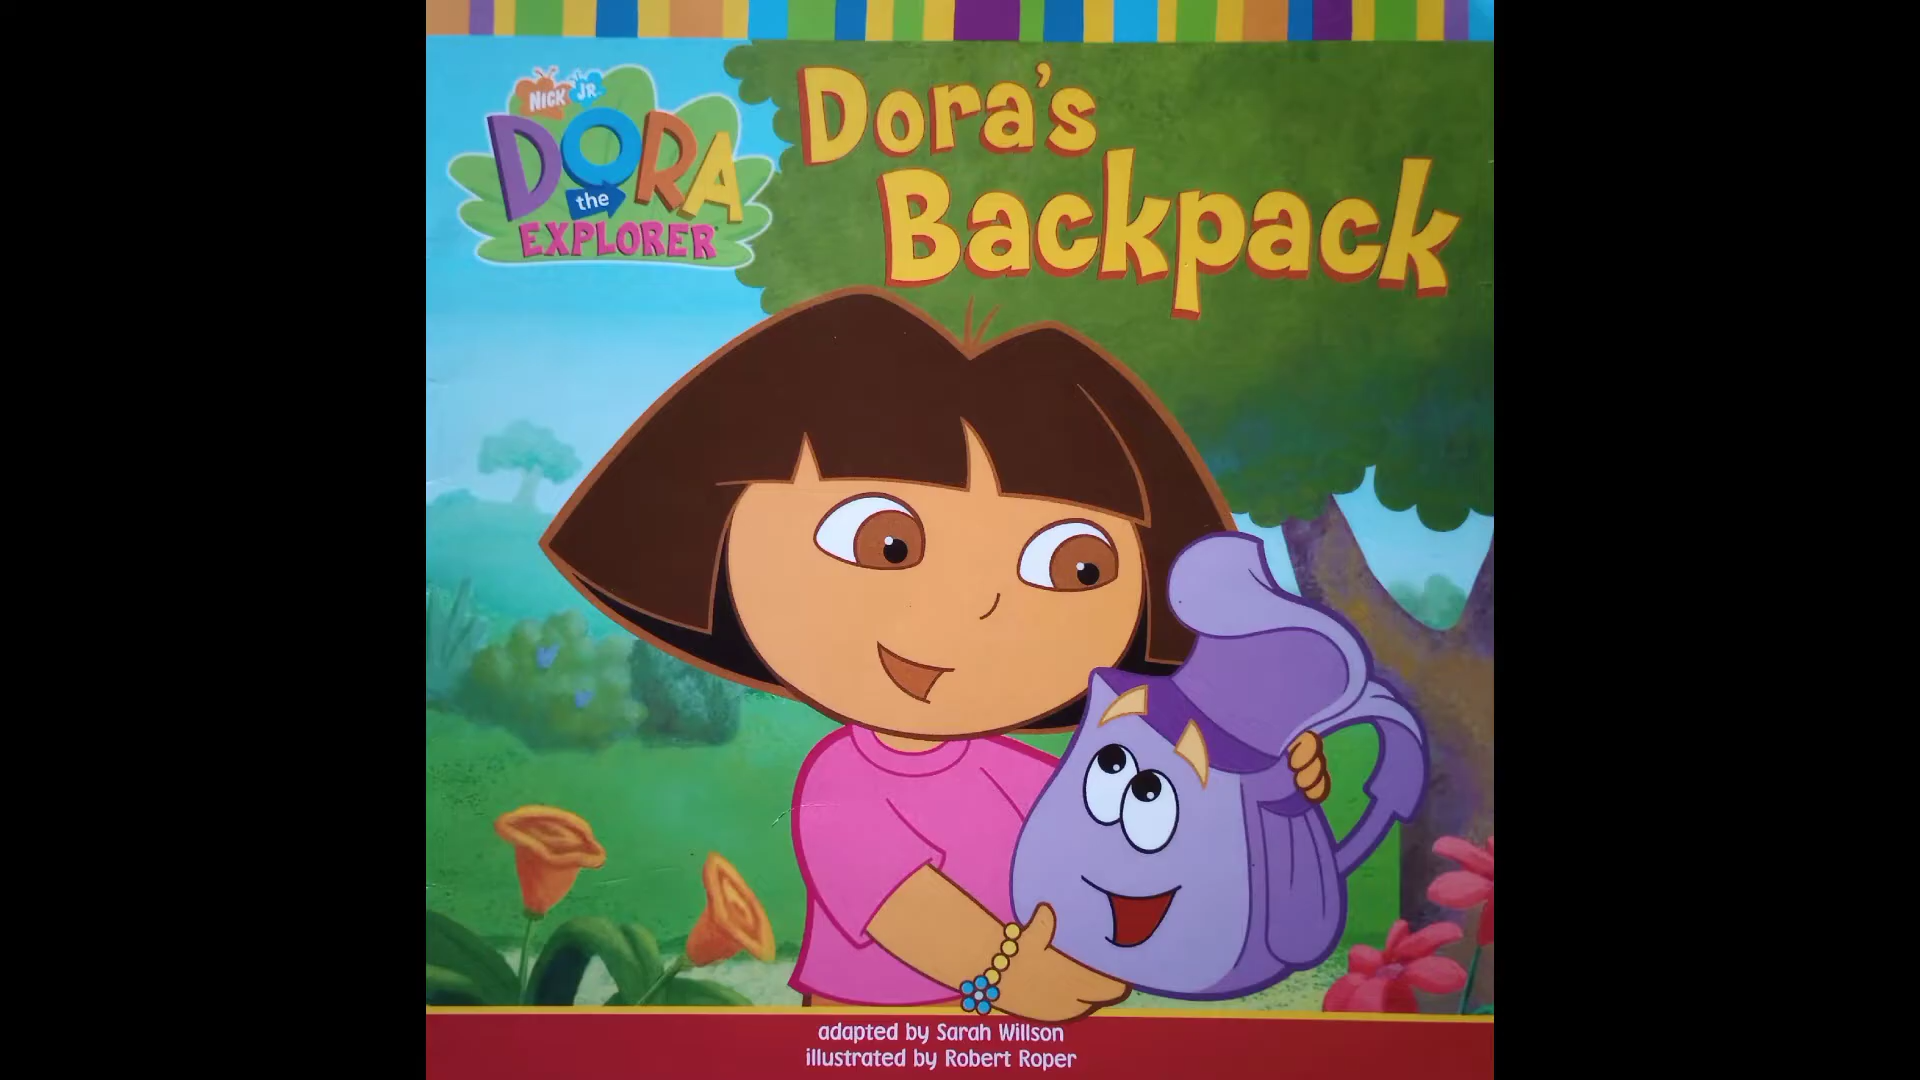 NICK JR.
DORA
the
EXPLORER
Dora's
Backpack
adapted by Sarah Willson
illustrated by Robert Roper